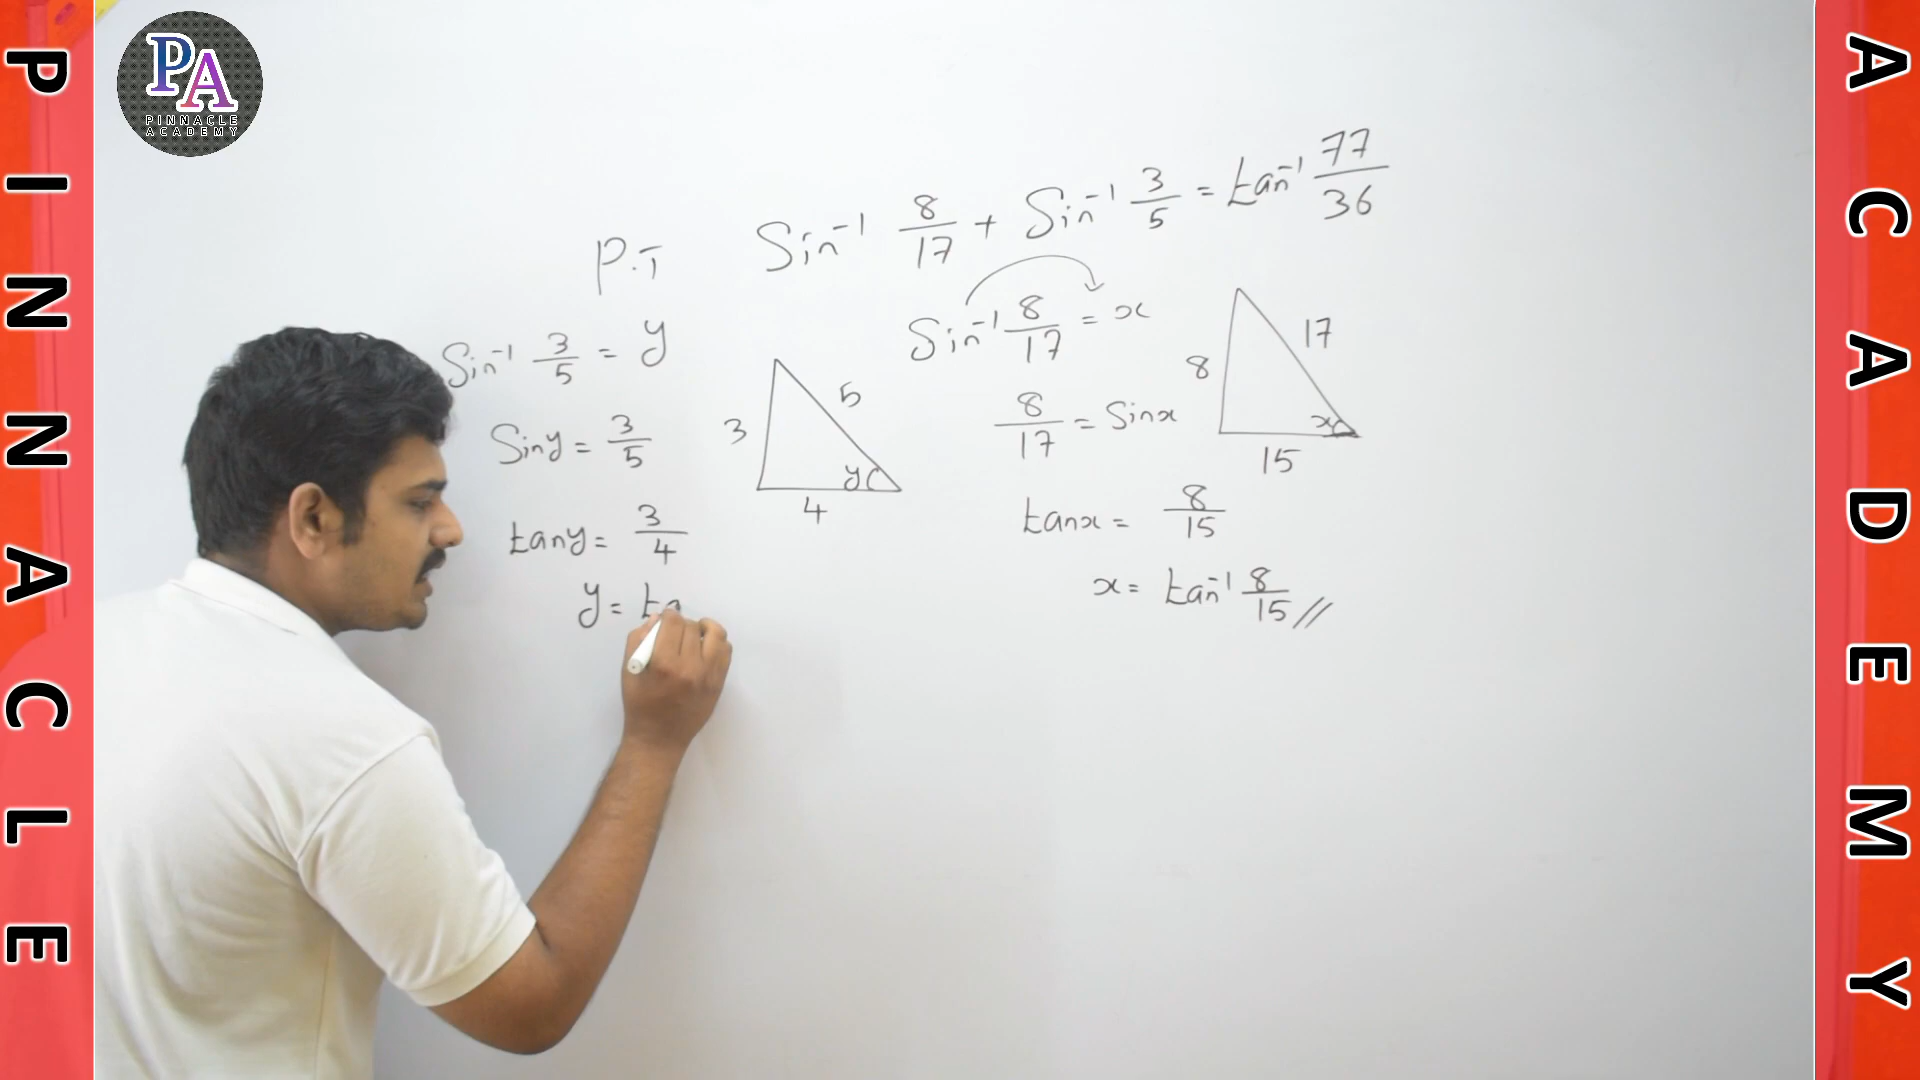 PINNACLE
PA
PINNACLE
ACADEMY
P.T Sin⁻¹ 8/17 + Sin⁻¹ 3/5 = tan⁻¹ 77/36
Sin⁻¹ 3/5 = y
Sin y = 3/5
tan y = 3/4
y = ta
3
5
4
y
Sin⁻¹ 8/17 = x
8/17 = Sin x
tan x = 8/15
x = tan⁻¹ 8/15 //
8
17
15
x
ACANDEMY